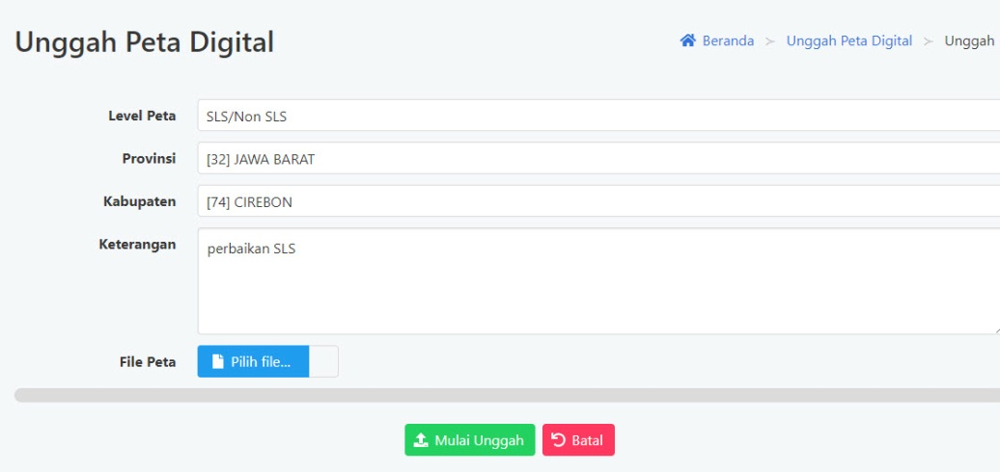 Unggah Peta Digital
Beranda > Unggah Peta Digital > Unggah
Level Peta SLS/Non SLS
Provinsi [32] JAWA BARAT
Kabupaten [74] CIREBON
Keterangan perbaikan SLS
File Peta Pilih file...
Mulai Unggah Batal